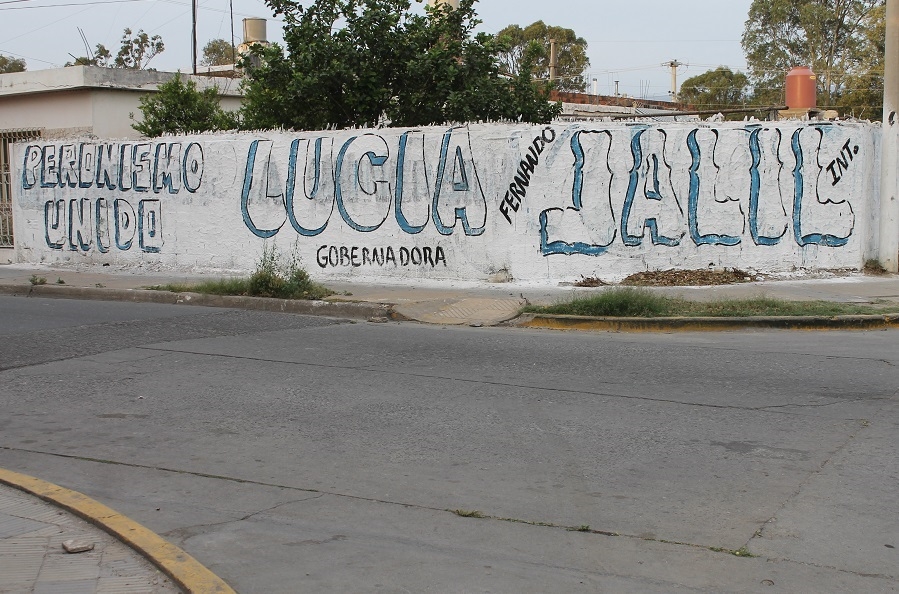 PERONISMO
UNIDO
LUCIA
GOBERNADORA
FERNANDO
JALIL
INT.